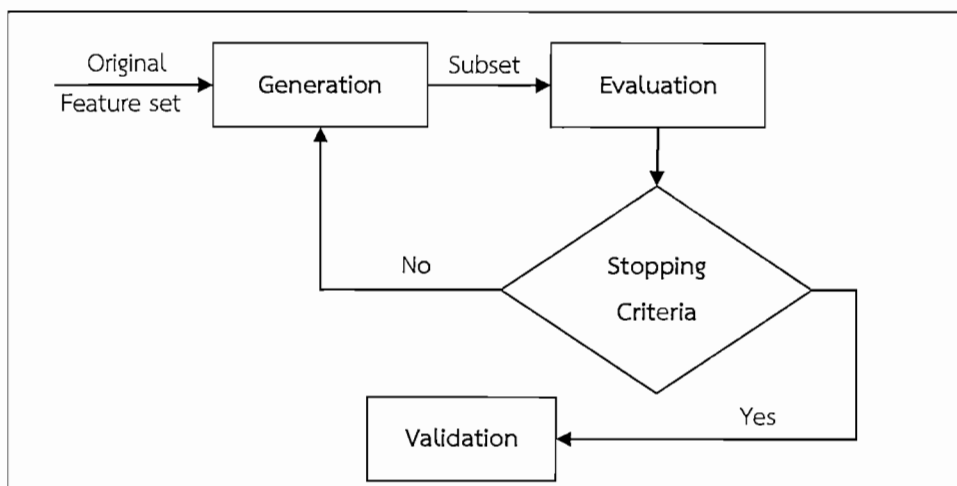 Original
Feature set
Generation
Subset
Evaluation
Stopping
Criteria
No
Yes
Validation